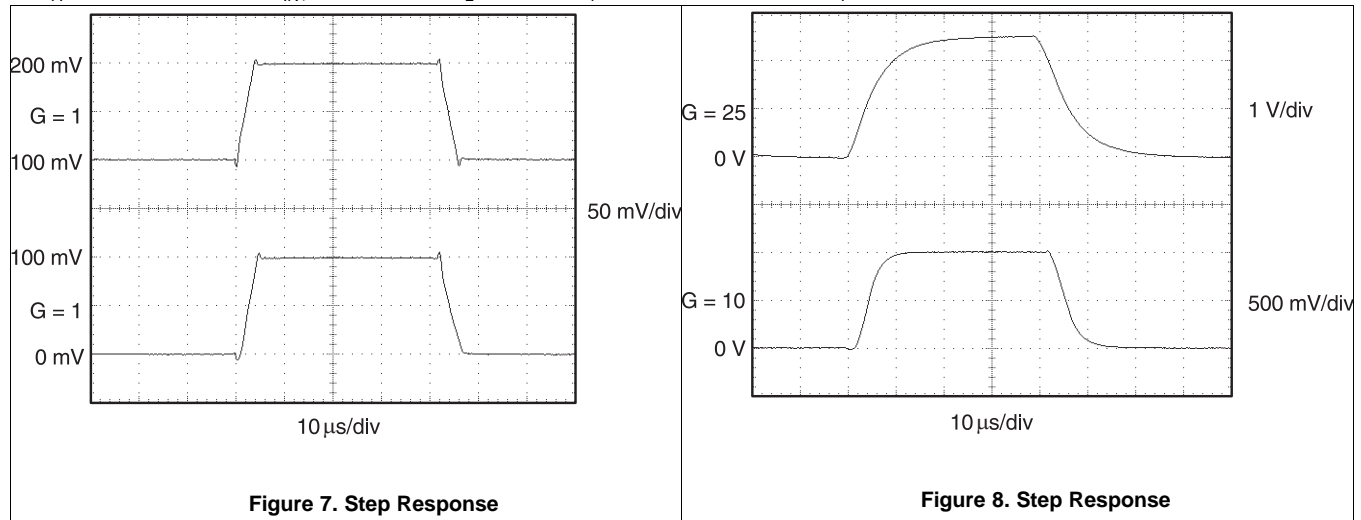 200 mV
G = 1
100 mV
50 mV/div
100 mV
G = 1
0 mV
10 µs/div
Figure 7. Step Response
G = 25
1 V/div
0 V
G = 10
500 mV/div
0 V
10 µs/div
Figure 8. Step Response